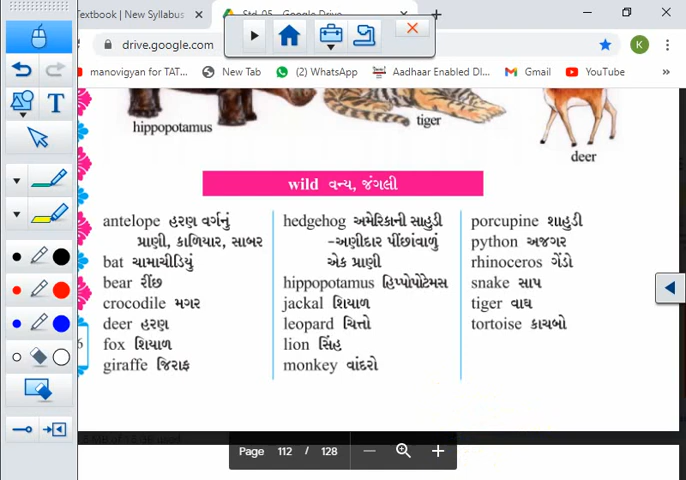 Textbook | New Syllabus
Std. 05 - Google Drive
drive.google.com
K
manovigyan for TAT...
New Tab
(2) WhatsApp
Aadhaar Enabled DI...
Gmail
YouTube
T
hippopotamus
tiger
deer
wild વન્ય, જંગલી
antelope હરણ વર્ગનું
પ્રાણી, કાળિયાર, સાબર
bat ચામાચીડિયું
bear રીંછ
crocodile મગર
deer હરણ
fox શિયાળ
giraffe જિરાફ
hedgehog અમેરિકાની સાહુડી
-અણીદાર પીંછાંવાળું
એક પ્રાણી
hippopotamus હિપ્પોપોટેમસ
jackal શિયાળ
leopard ચિત્તો
lion સિંહ
monkey વાંદરો
porcupine શાહુડી
python અજગર
rhinoceros ગેંડો
snake સાપ
tiger વાઘ
tortoise કાચબો
6
Page 112 / 128